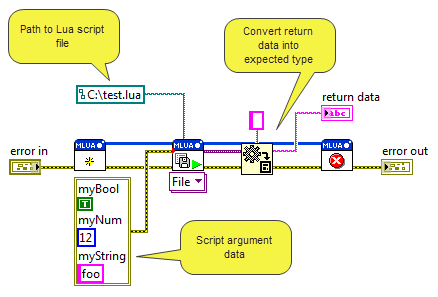 Path to Lua script
file
Convert return
data into
expected type
C:\test.lua
return data
abc
MLUA
MLUA
MLUA
error in
error out
File
myBool
T
myNum
12
myString
foo
Script argument
data